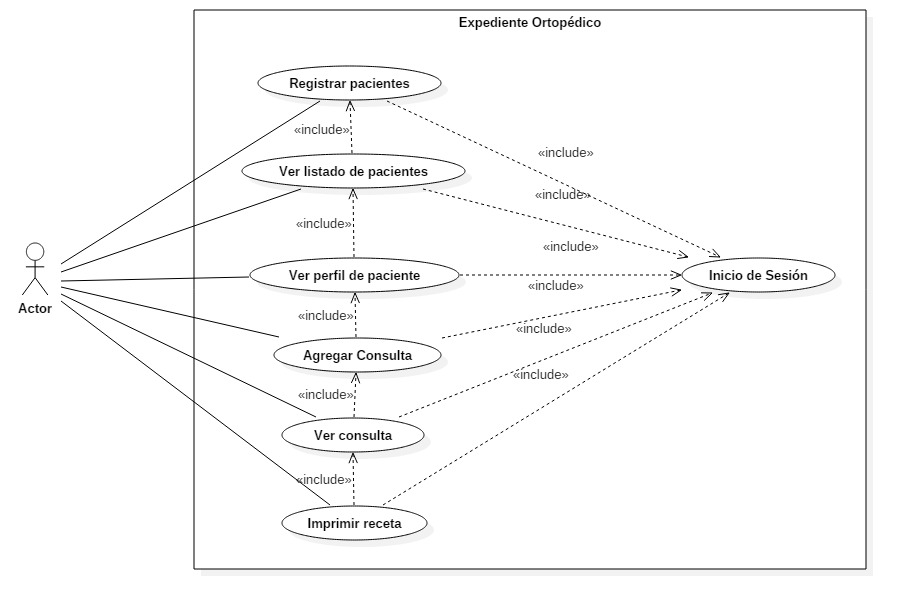 Expediente Ortopédico
Registrar pacientes
«include»
«include»
Ver listado de pacientes
«include»
«include»
«include»
Ver perfil de paciente
Inicio de Sesión
«include»
Actor
«include»
«include»
Agregar Consulta
«include»
«include»
Ver consulta
«include»
Imprimir receta